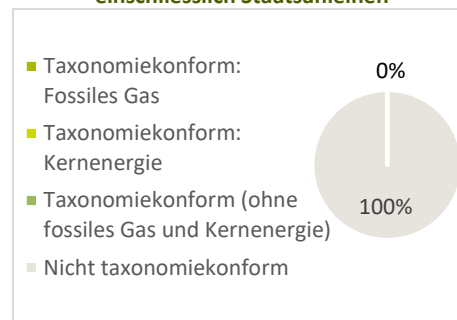 einschliesslich Staatsanleihen
Taxonomiekonform:
Fossiles Gas
Taxonomiekonform:
Kernenergie
Taxonomiekonform (ohne
fossiles Gas und Kernenergie)
Nicht taxonomiekonform
0%
100%